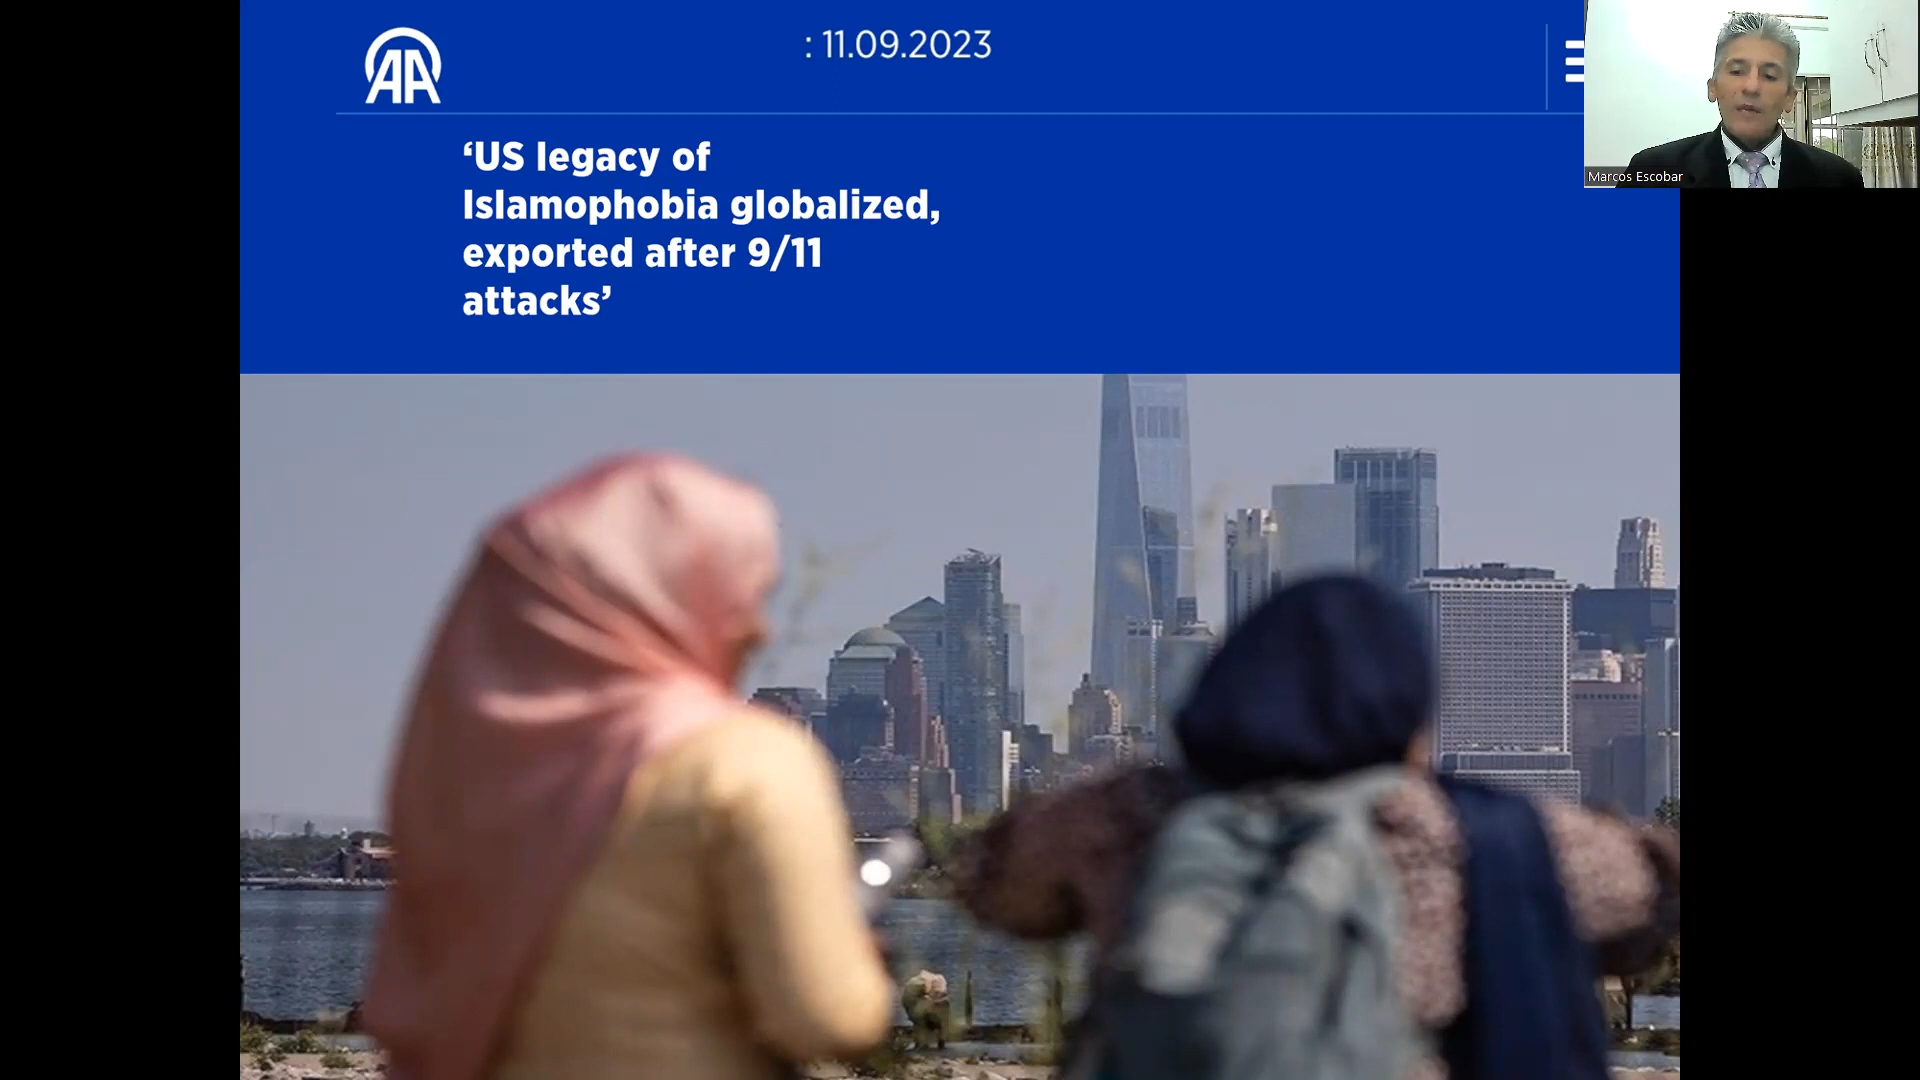 AA
: 11.09.2023
‘US legacy of
Islamophobia globalized,
exported after 9/11
attacks’
Marcos Escobar